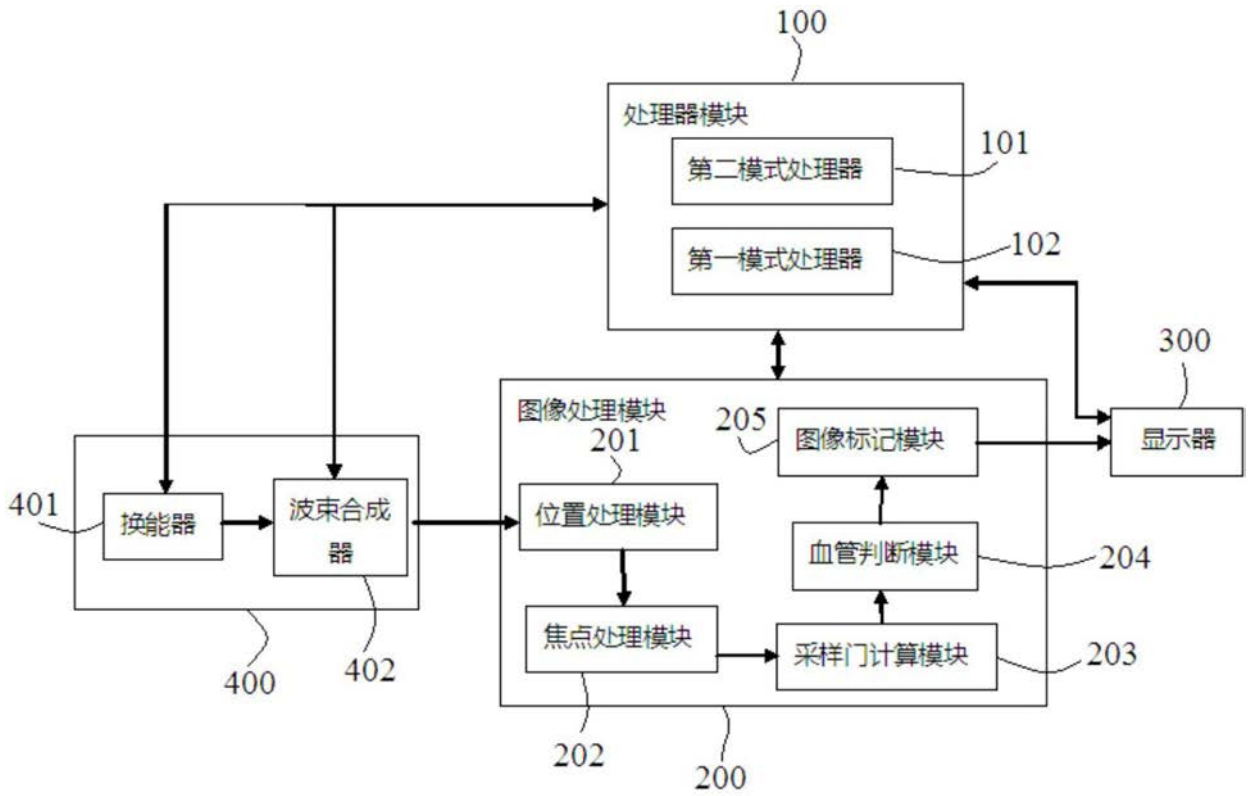 100
处理器模块
第二模式处理器
101
第一模式处理器
102
300
显示器
图像处理模块
205
图像标记模块
201
位置处理模块
血管判断模块
204
焦点处理模块
采样门计算模块
203
202
200
401
换能器
波束合成
器
400
402